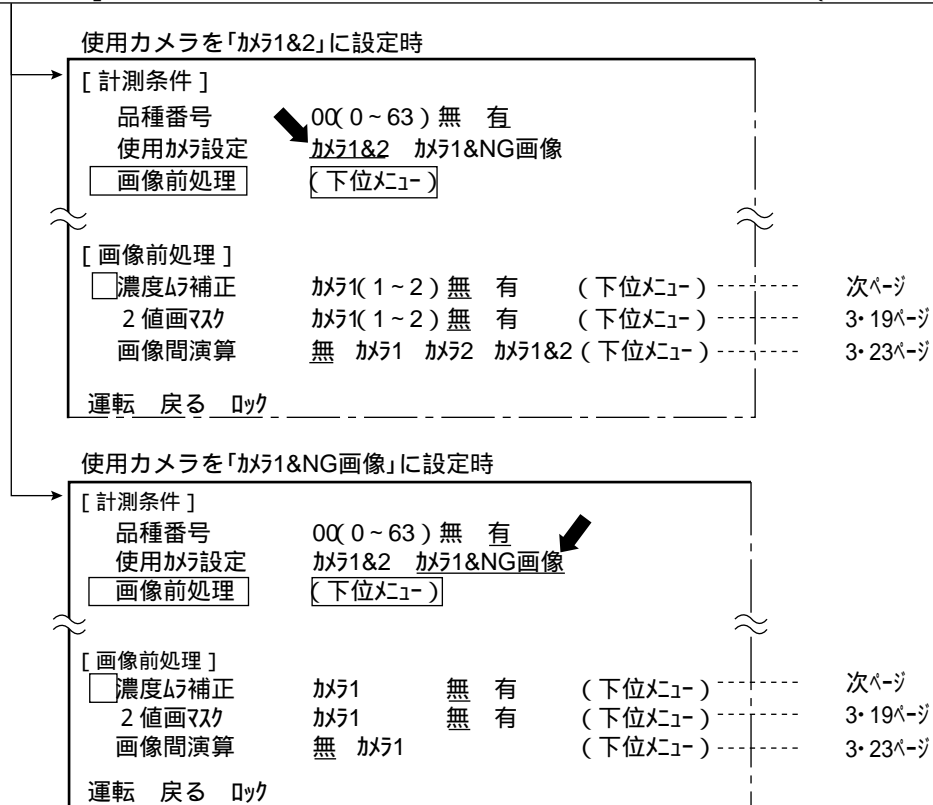 使用カメラを｢ｶﾒﾗ1&2｣に設定時
[ 計測条件 ]
品種番号 00( 0 ~ 63 ) 無 有
使用ｶﾒﾗ設定 ｶﾒﾗ1&2 ｶﾒﾗ1&NG画像
画像前処理 ( 下位ﾒﾆｭｰ )
[ 画像前処理 ]
濃度ﾑﾗ補正 ｶﾒﾗ1( 1 ~ 2 ) 無 有 ( 下位ﾒﾆｭｰ ) 次ﾍﾟｰｼﾞ
２値画ﾏｽｸ ｶﾒﾗ1( 1 ~ 2 ) 無 有 ( 下位ﾒﾆｭｰ ) 3･19ﾍﾟｰｼﾞ
画像間演算 無 ｶﾒﾗ1 ｶﾒﾗ2 ｶﾒﾗ1&2 ( 下位ﾒﾆｭｰ ) 3･23ﾍﾟｰｼﾞ
運転 戻る ﾛｯｸ
使用カメラを｢ｶﾒﾗ1&NG画像｣に設定時
[ 計測条件 ]
品種番号 00( 0 ~ 63 ) 無 有
使用ｶﾒﾗ設定 ｶﾒﾗ1&2 ｶﾒﾗ1&NG画像
画像前処理 ( 下位ﾒﾆｭｰ )
[ 画像前処理 ]
濃度ﾑﾗ補正 ｶﾒﾗ1 無 有 ( 下位ﾒﾆｭｰ ) 次ﾍﾟｰｼﾞ
２値画ﾏｽｸ ｶﾒﾗ1 無 有 ( 下位ﾒﾆｭｰ ) 3･19ﾍﾟｰｼﾞ
画像間演算 無 ｶﾒﾗ1 ( 下位ﾒﾆｭｰ ) 3･23ﾍﾟｰｼﾞ
運転 戻る ﾛｯｸ